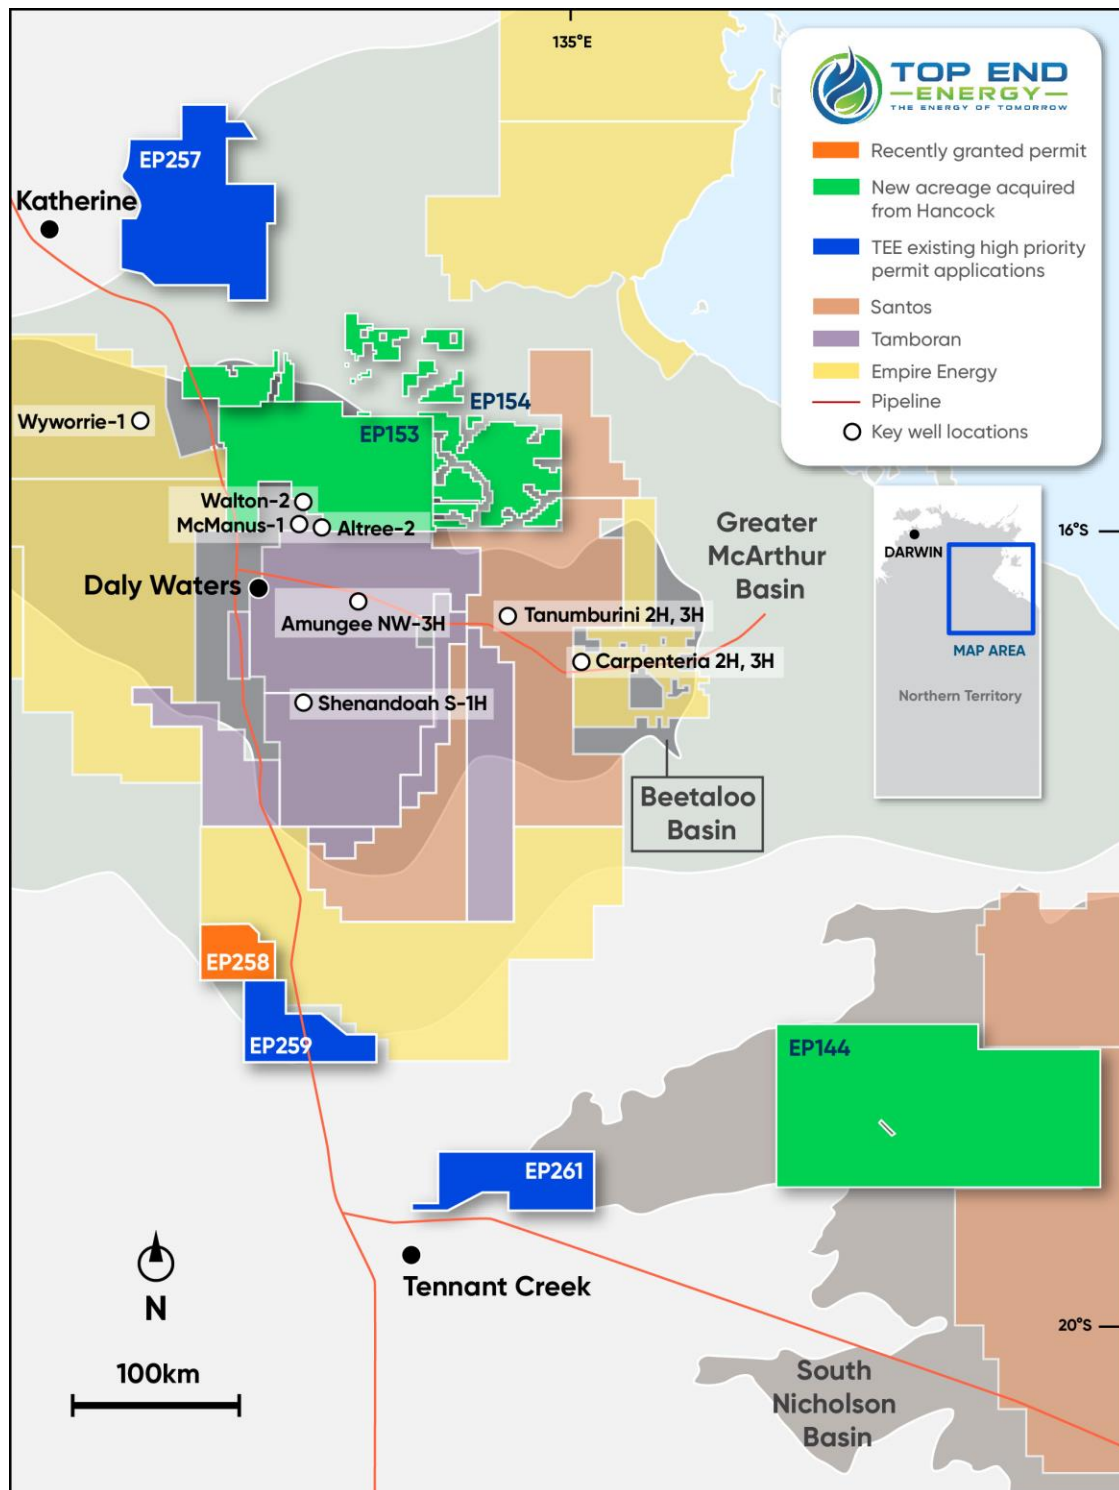 135°E
TOP END
ENERGY
THE ENERGY OF TOMORROW
Recently granted permit
New acreage acquired
from Hancock
TEE existing high priority
permit applications
Santos
Tamboran
Empire Energy
Pipeline
Key well locations
EP257
Katherine
EP154
Wyworrie-1
EP153
Walton-2
McManus-1
Altree-2
Greater
McArthur
Basin
16°S
DARWIN
MAP AREA
Northern Territory
Daly Waters
Amungee NW-3H
Tanumburini 2H, 3H
Carpenteria 2H, 3H
Shenandoah S-1H
Beetaloo
Basin
EP258
EP259
EP144
EP261
Tennant Creek
N
100km
20°S
South
Nicholson
Basin